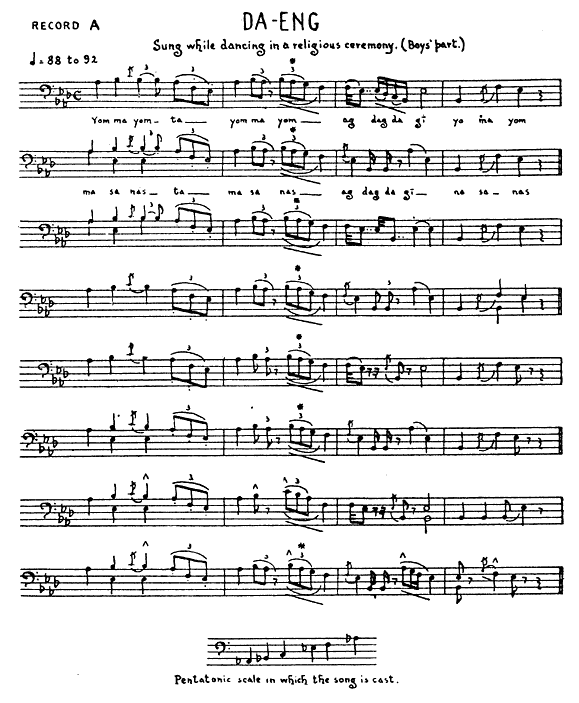 RECORD A
DA-ENG
Sung while dancing in a religious ceremony. (Boys' part.)
♩= 88 to 92
Yom ma yom- ta yom ma yom ag dag da gi yo ma yom
ma sa nas- ta ma sa nas ag dag da gi na sa- nas
Pentatonic scale in which the song is cast.